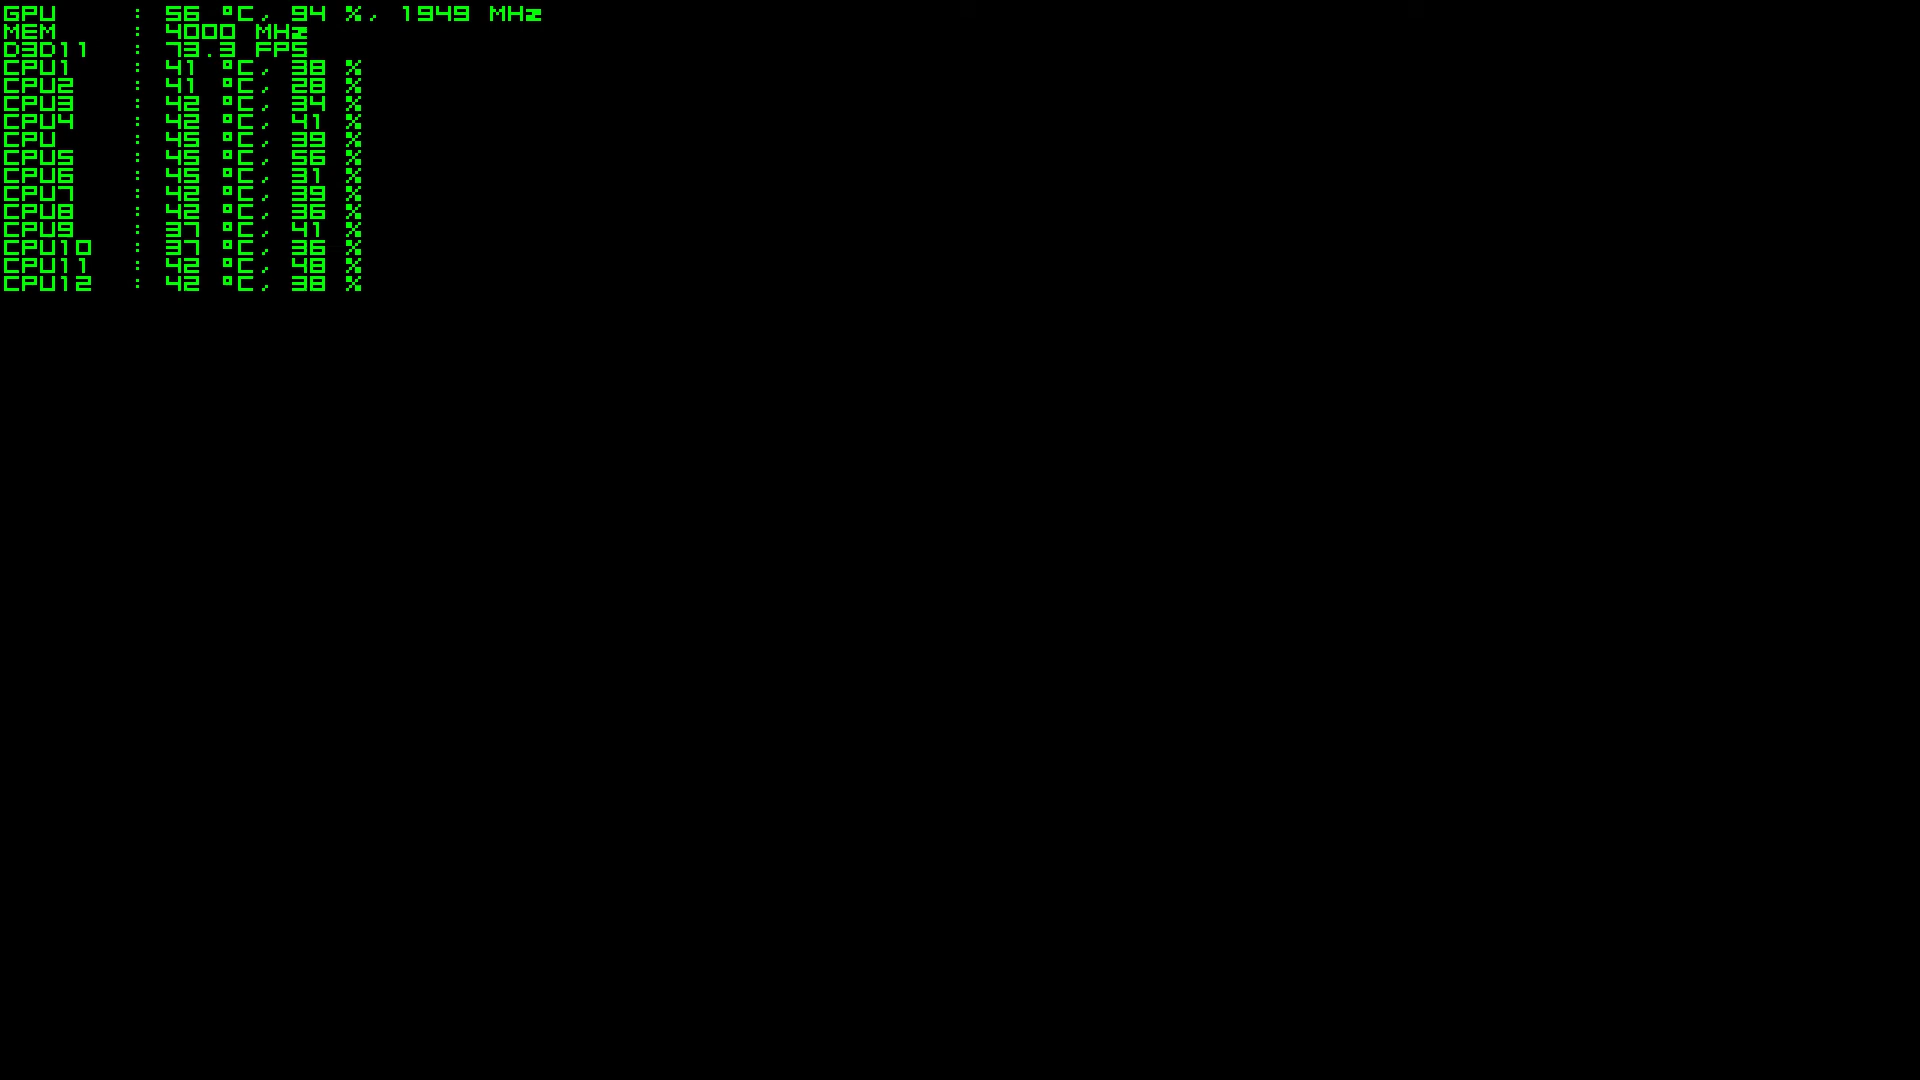 GPU : 56 °C, 94 %, 1949 MHz
MEM : 4000 MHz
D3D11 : 73.3 FPS
CPU1 : 41 °C, 38 %
CPU2 : 41 °C, 28 %
CPU3 : 42 °C, 34 %
CPU4 : 42 °C, 41 %
CPU : 45 °C, 39 %
CPU5 : 45 °C, 56 %
CPU6 : 45 °C, 31 %
CPU7 : 42 °C, 39 %
CPU8 : 42 °C, 36 %
CPU9 : 37 °C, 41 %
CPU10 : 37 °C, 36 %
CPU11 : 42 °C, 48 %
CPU12 : 42 °C, 38 %